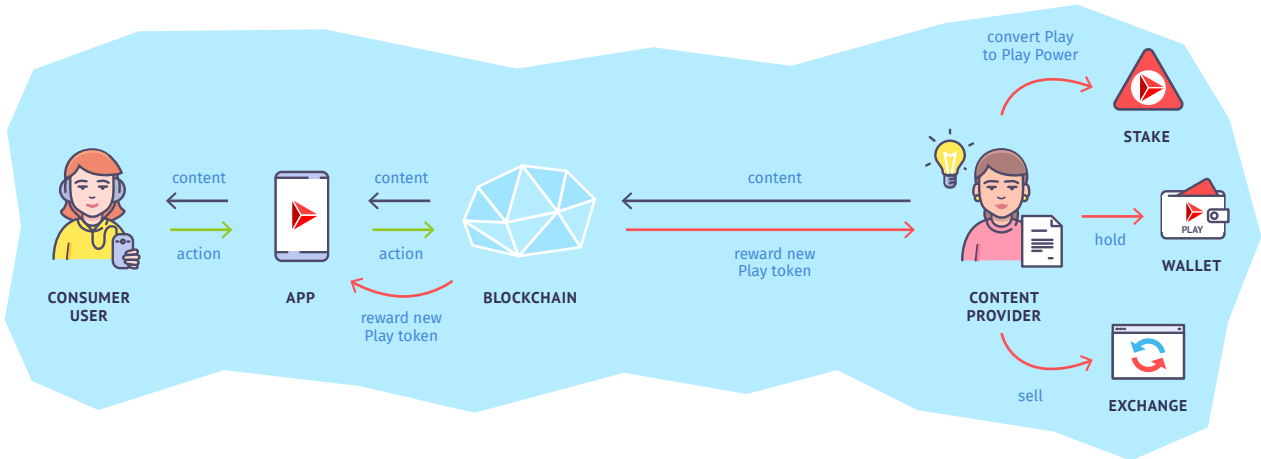 convert Play
to Play Power
STAKE
content
content
content
action
action
reward new
Play token
hold
PLAY
WALLET
CONSUMER
USER
APP
BLOCKCHAIN
CONTENT
PROVIDER
reward new
Play token
sell
EXCHANGE